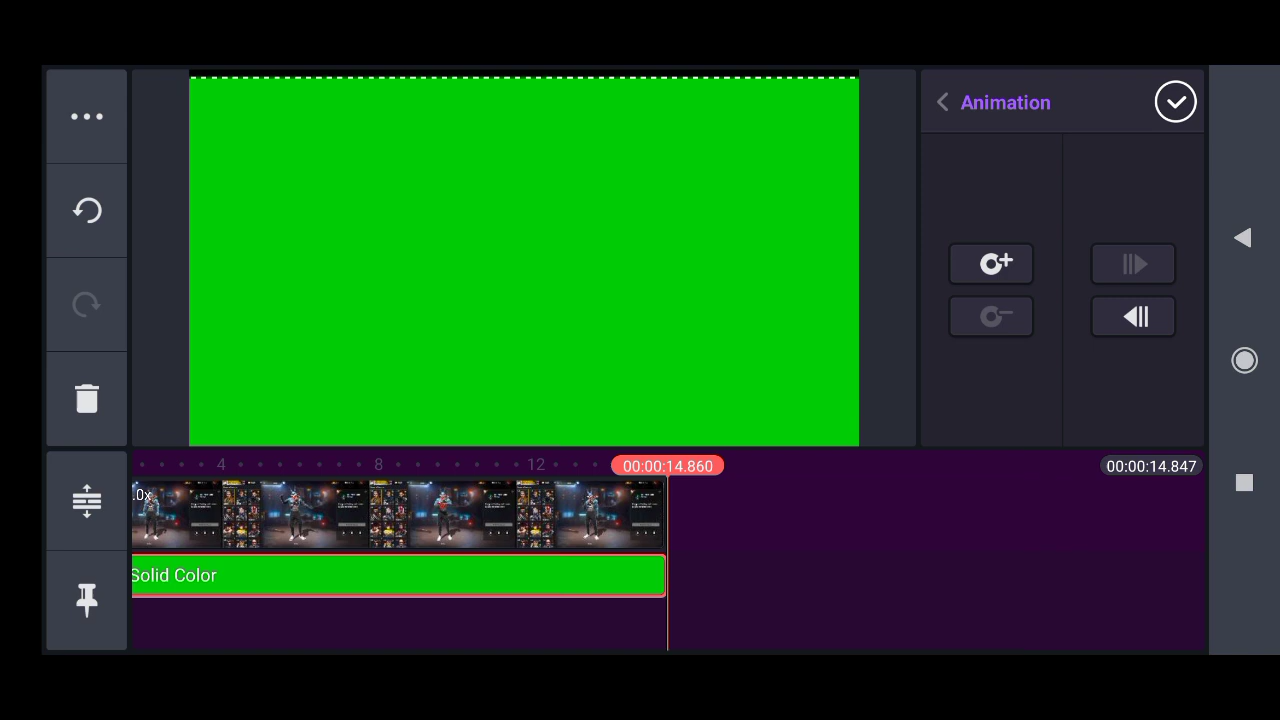 Animation
4
8
12
00:00:14.860
00:00:14.847
.0x
Solid Color